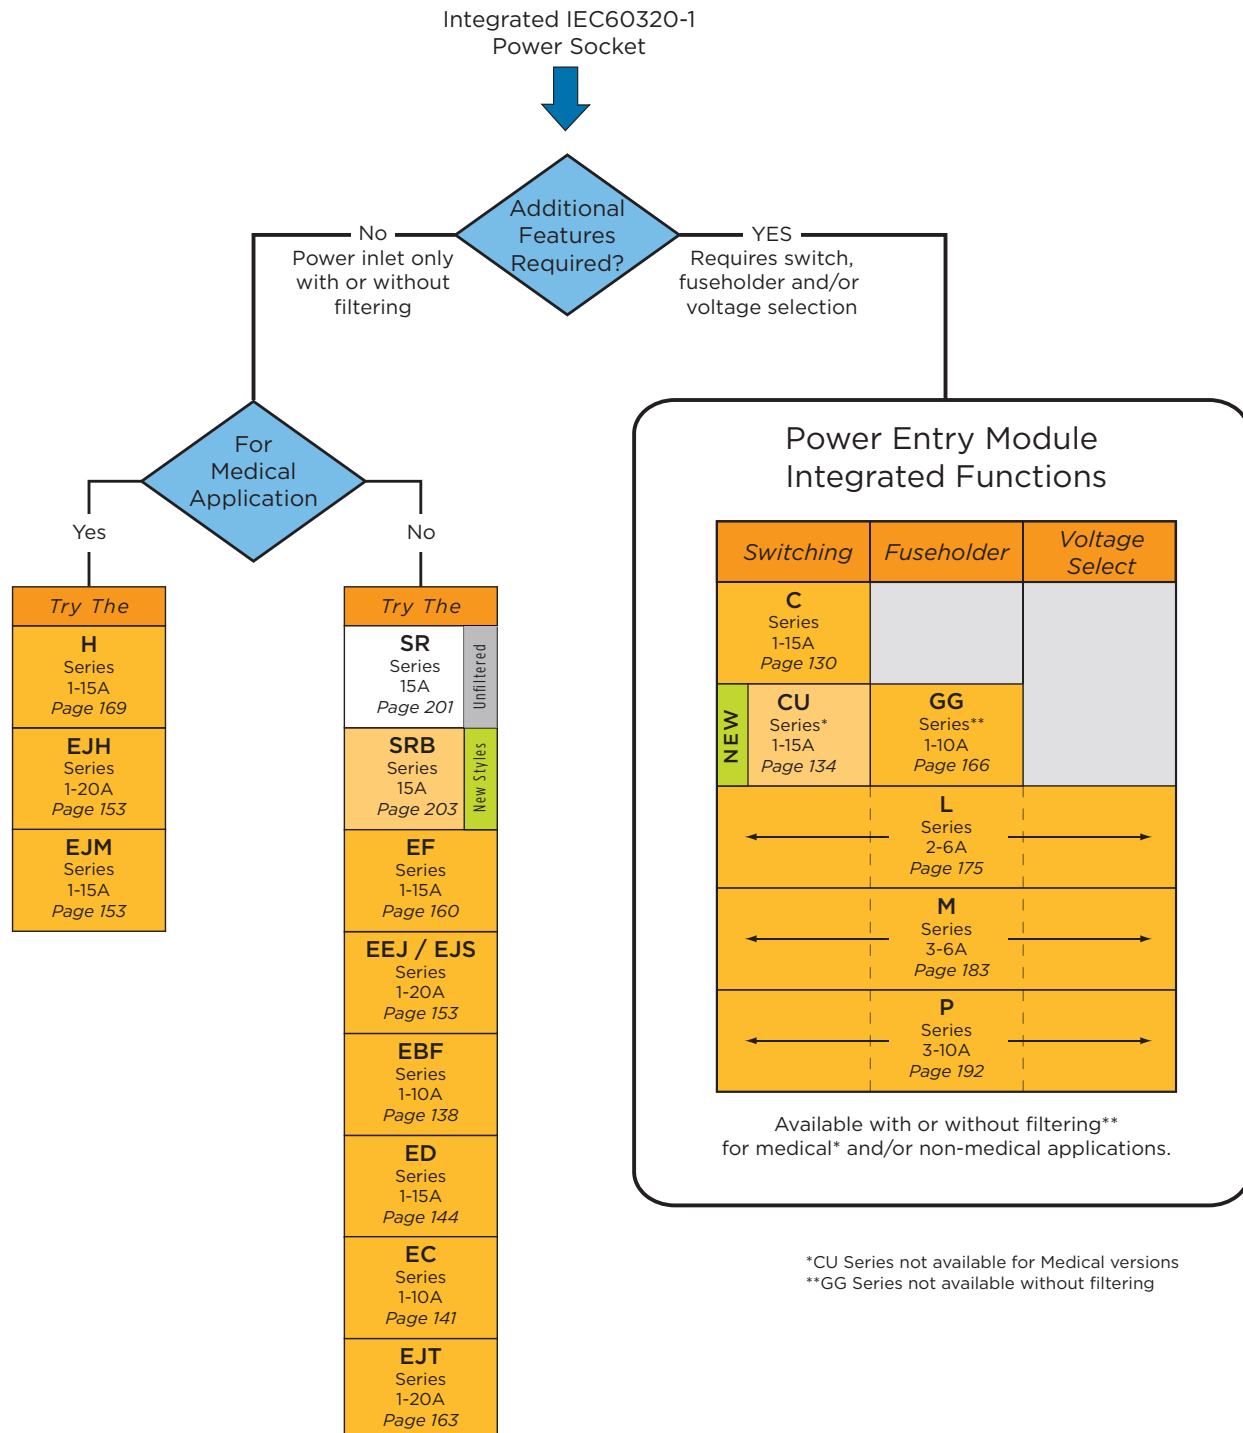 Integrated IEC60320-1
Power Socket
Additional
Features
Required?
No
Power inlet only
with or without
filtering
YES
Requires switch,
fuseholder and/or
voltage selection
For
Medical
Application
Yes
No
Try The
H
Series
1-15A
Page 169
EJH
Series
1-20A
Page 153
EJM
Series
1-15A
Page 153
Try The
SR
Series
15A
Page 201
Unfiltered
SRB
Series
15A
Page 203
New Styles
EF
Series
1-15A
Page 160
EEJ / EJS
Series
1-20A
Page 153
EBF
Series
1-10A
Page 138
ED
Series
1-15A
Page 144
EC
Series
1-10A
Page 141
EJT
Series
1-20A
Page 163
Power Entry Module
Integrated Functions
Switching
Fuseholder
Voltage
Select
C
Series
1-15A
Page 130
NEW
CU
Series*
1-15A
Page 134
GG
Series**
1-10A
Page 166
L
Series
2-6A
Page 175
M
Series
3-6A
Page 183
P
Series
3-10A
Page 192
Available with or without filtering**
for medical* and/or non-medical applications.
*CU Series not available for Medical versions
**GG Series not available without filtering